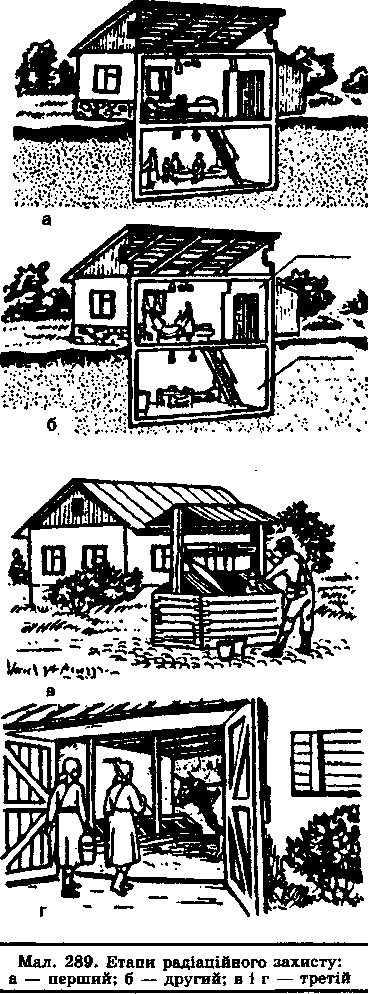 а
б
в
г
Мал. 289. Етапи радіаційного захисту:
а — перший; б — другий; в і г — третій